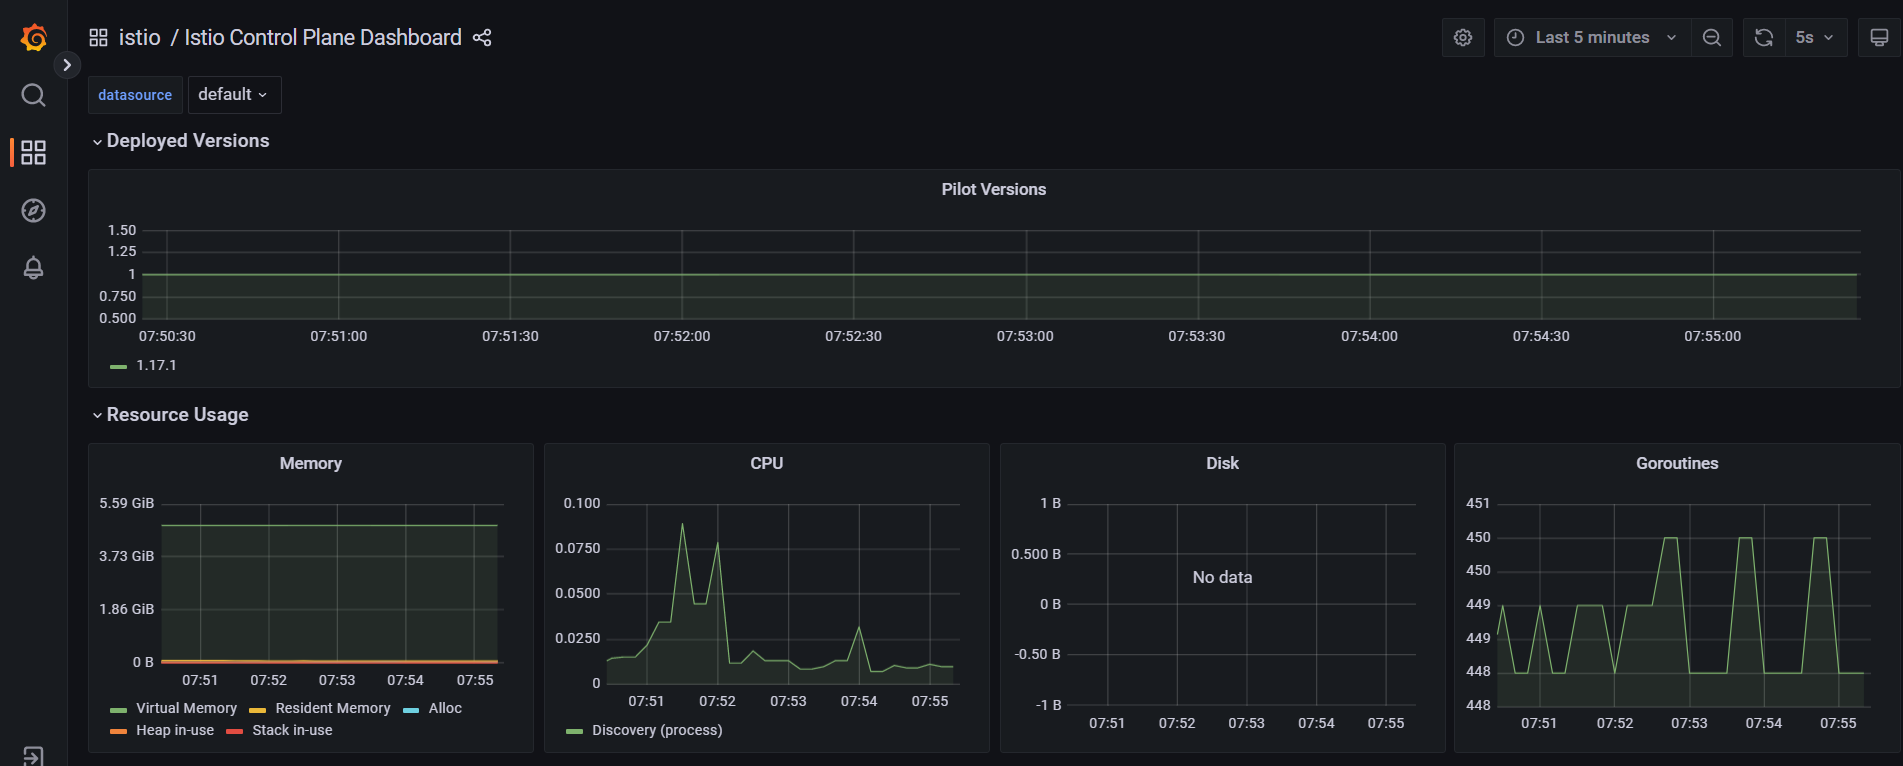 istio / Istio Control Plane Dashboard
Last 5 minutes
5s
datasource default
Deployed Versions
Pilot Versions
1.50
1.25
1
0.750
0.500
07:50:30 07:51:00 07:51:30 07:52:00 07:52:30 07:53:00 07:53:30 07:54:00 07:54:30 07:55:00
1.17.1
Resource Usage
Memory
5.59 GiB
3.73 GiB
1.86 GiB
0 B
07:51 07:52 07:53 07:54 07:55
Virtual Memory Resident Memory Alloc
Heap in-use Stack in-use
CPU
0.100
0.0750
0.0500
0.0250
0
07:51 07:52 07:53 07:54 07:55
Discovery (process)
Disk
1 B
0.500 B
No data
0 B
-0.50 B
-1 B
07:51 07:52 07:53 07:54 07:55
Goroutines
451
450
450
449
449
448
448
07:51 07:52 07:53 07:54 07:55